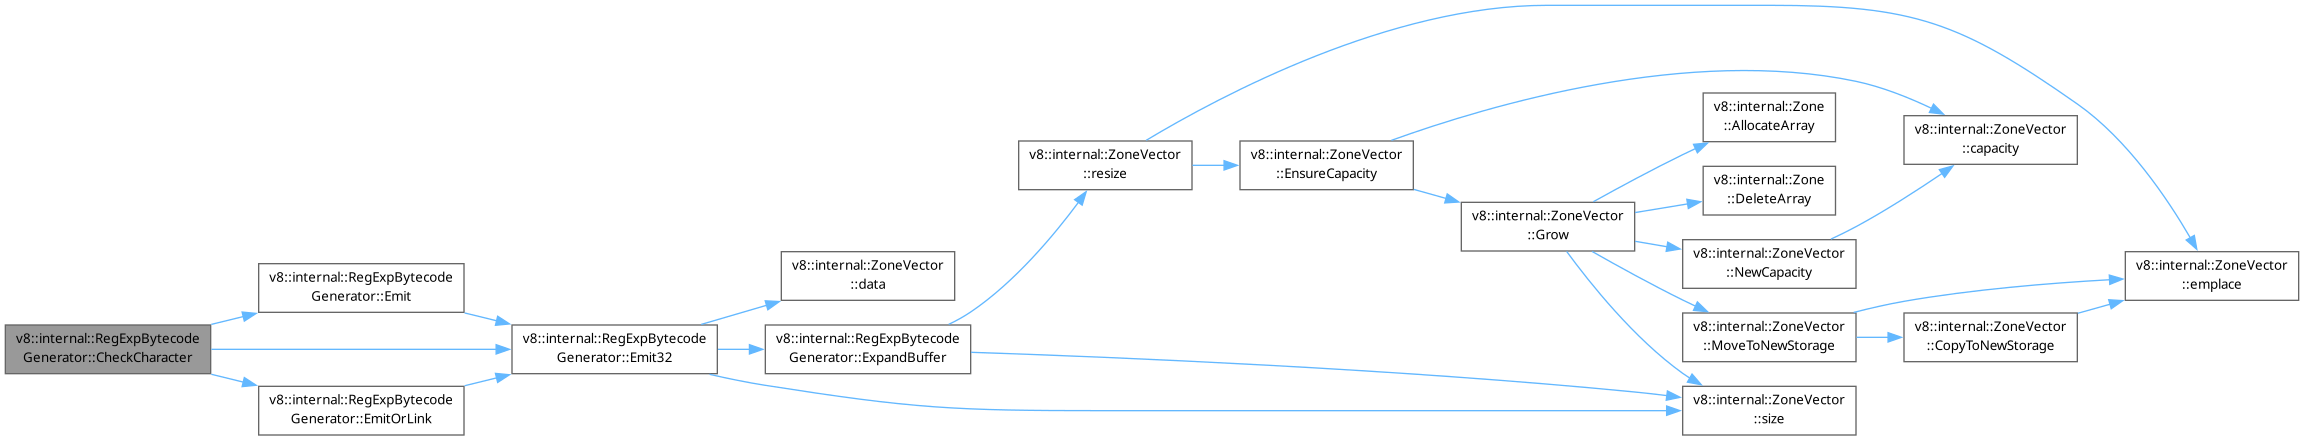 v8::internal::RegExpBytecode
Generator::CheckCharacter
v8::internal::RegExpBytecode
Generator::Emit
v8::internal::RegExpBytecode
Generator::EmitOrLink
v8::internal::RegExpBytecode
Generator::Emit32
v8::internal::ZoneVector
::data
v8::internal::RegExpBytecode
Generator::ExpandBuffer
v8::internal::ZoneVector
::resize
v8::internal::ZoneVector
::EnsureCapacity
v8::internal::ZoneVector
::Grow
v8::internal::Zone
::AllocateArray
v8::internal::Zone
::DeleteArray
v8::internal::ZoneVector
::NewCapacity
v8::internal::ZoneVector
::MoveToNewStorage
v8::internal::ZoneVector
::size
v8::internal::ZoneVector
::capacity
v8::internal::ZoneVector
::CopyToNewStorage
v8::internal::ZoneVector
::emplace